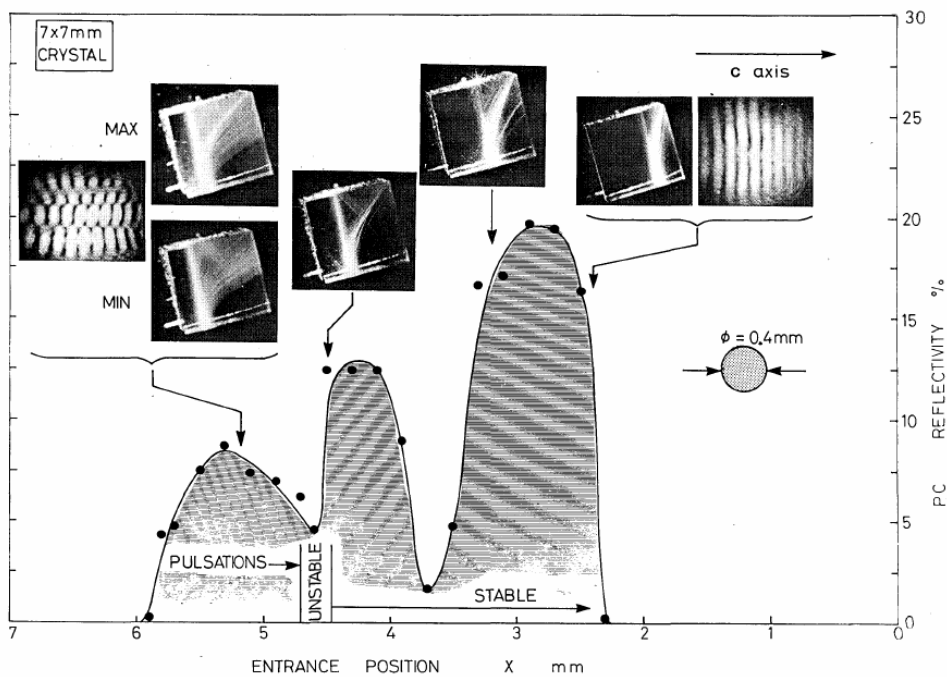 7x7mm
CRYSTAL
MAX
MIN
c axis
30
25
20
15
10
5
0
PC REFLECTIVITY %
ϕ = 0.4mm
PULSATIONS
UNSTABLE
STABLE
7 6 5 4 3 2 1 0
ENTRANCE POSITION X mm